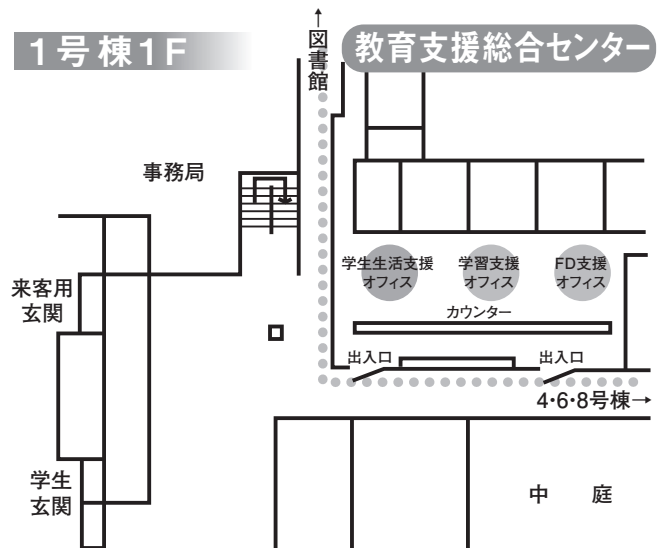 1号棟1F
↑図書館
教育支援総合センター
事務局
学生生活支援
オフィス
学習支援
オフィス
FD支援
オフィス
来客用
玄関
カウンター
出入口
出入口
4・6・8号棟→
学生
玄関
中 庭